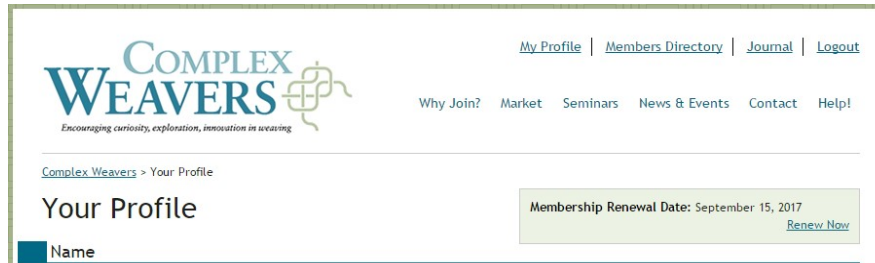 My Profile | Members Directory | Journal | Logout
COMPLEX
WEAVERS
Encouraging curiosity, exploration, innovation in weaving
Why Join? Market Seminars News & Events Contact Help!
Complex Weavers > Your Profile
Your Profile
Membership Renewal Date: September 15, 2017
Renew Now
Name